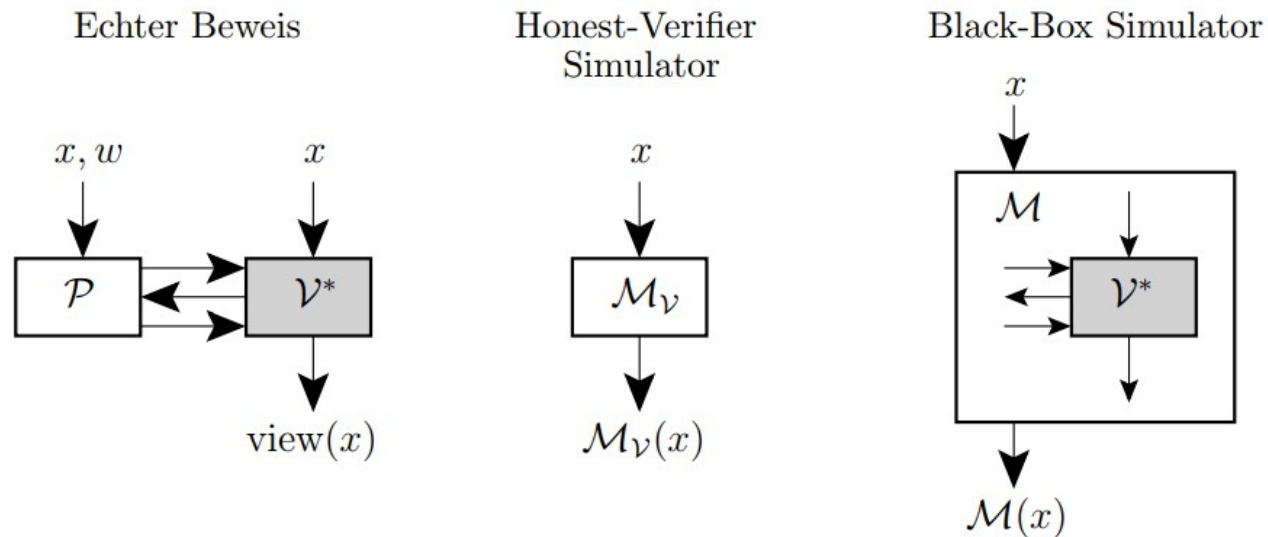 Echter Beweis
Honest-Verifier
Simulator
Black-Box Simulator
x, w
x
x
x
𝒫
𝒱*
ℳ_𝒱
ℳ
𝒱*
view(x)
ℳ_𝒱(x)
ℳ(x)